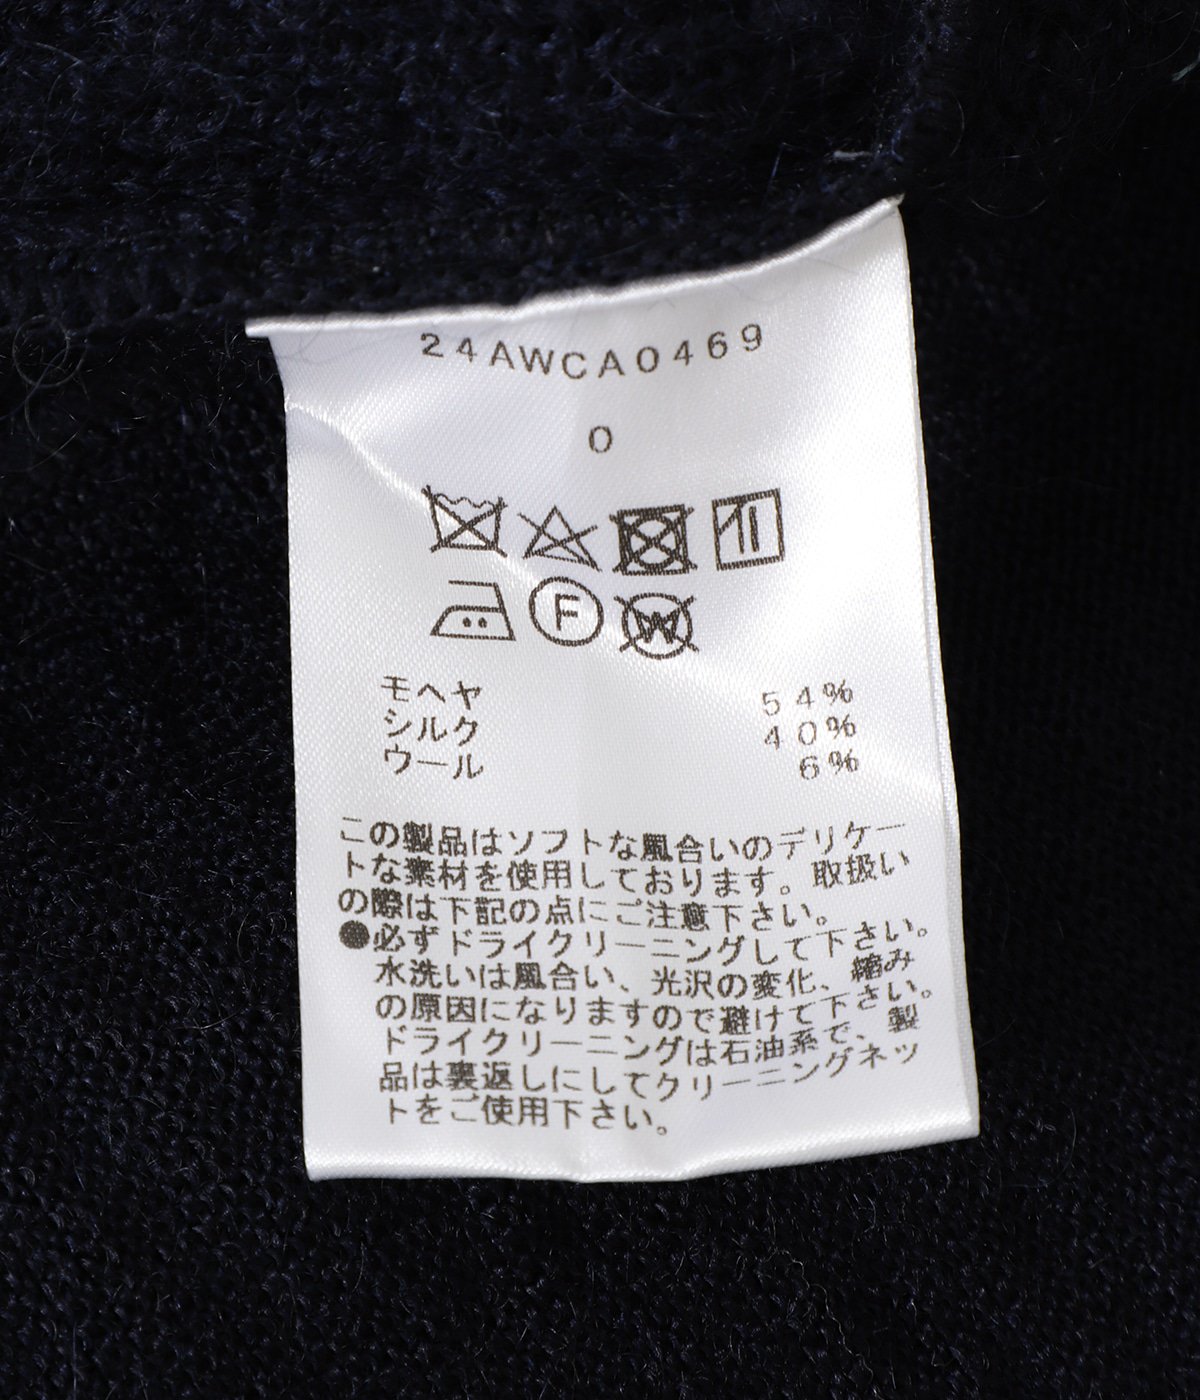 24AWCA0469
0
F
W
モヘヤ 54%
シルク 40%
ウール 6%
この製品はソフトな風合いのデリケー
トな素材を使用しております。取扱い
の際は下記の点にご注意下さい。
●必ずドライクリーニングして下さい。
水洗いは風合い、光沢の変化、縮み
の原因になりますので避けて下さい。
ドライクリーニングは石油系で、製
品は裏返しにしてクリーニングネッ
トをご使用下さい。